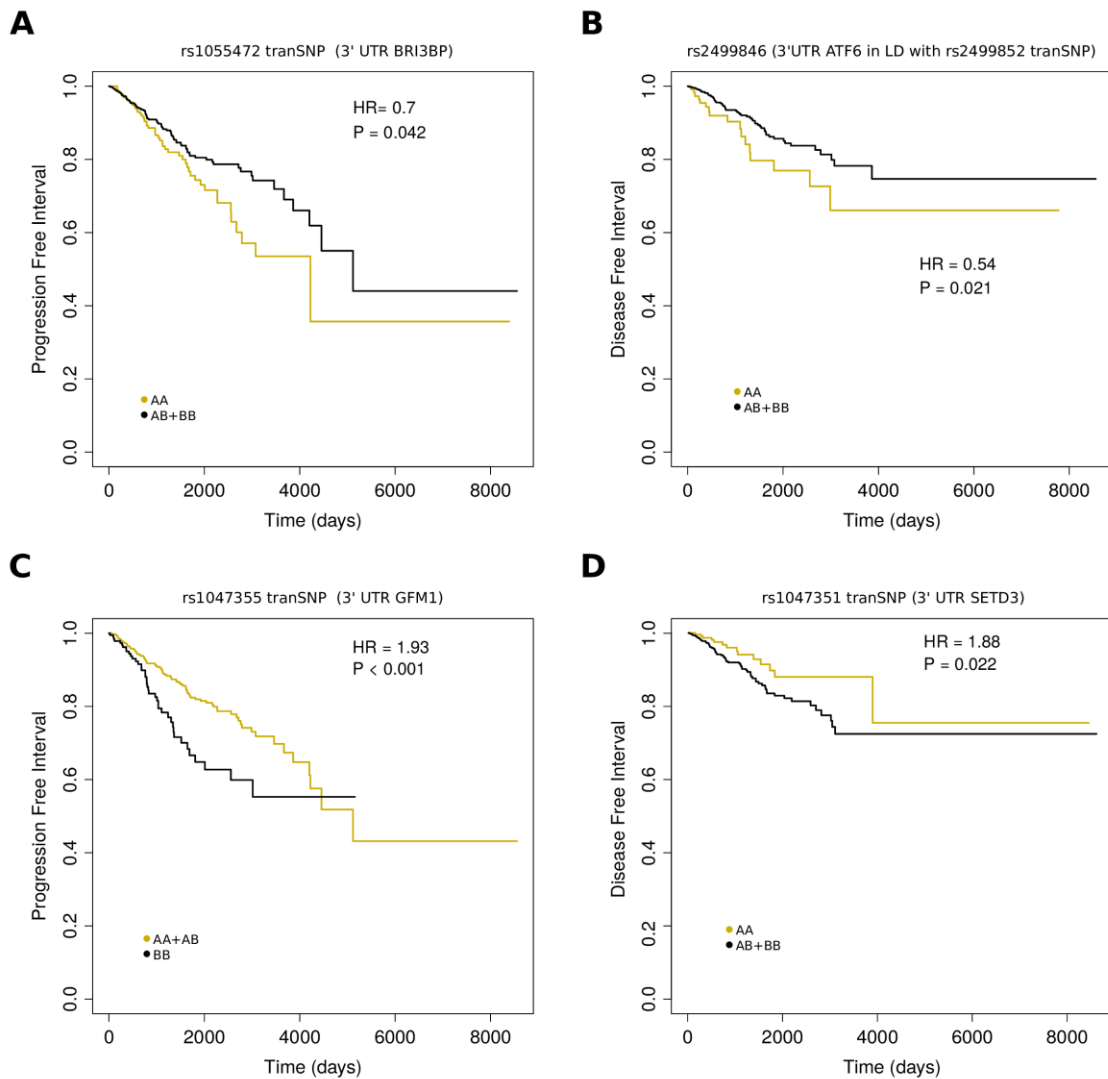 A
rs1055472 tranSNP (3' UTR BRI3BP)
HR= 0.7
P = 0.042
Progression Free Interval
0.0
0.2
0.4
0.6
0.8
1.0
AA
AB+BB
0 2000 4000 6000 8000
Time (days)
B
rs2499846 (3'UTR ATF6 in LD with rs2499852 tranSNP)
HR = 0.54
P = 0.021
Disease Free Interval
0.0
0.2
0.4
0.6
0.8
1.0
AA
AB+BB
0 2000 4000 6000 8000
Time (days)
C
rs1047355 tranSNP (3' UTR GFM1)
HR = 1.93
P < 0.001
Progression Free Interval
0.0
0.2
0.4
0.6
0.8
1.0
AA+AB
BB
0 2000 4000 6000 8000
Time (days)
D
rs1047351 tranSNP (3' UTR SETD3)
HR = 1.88
P = 0.022
Disease Free Interval
0.0
0.2
0.4
0.6
0.8
1.0
AA
AB+BB
0 2000 4000 6000 8000
Time (days)